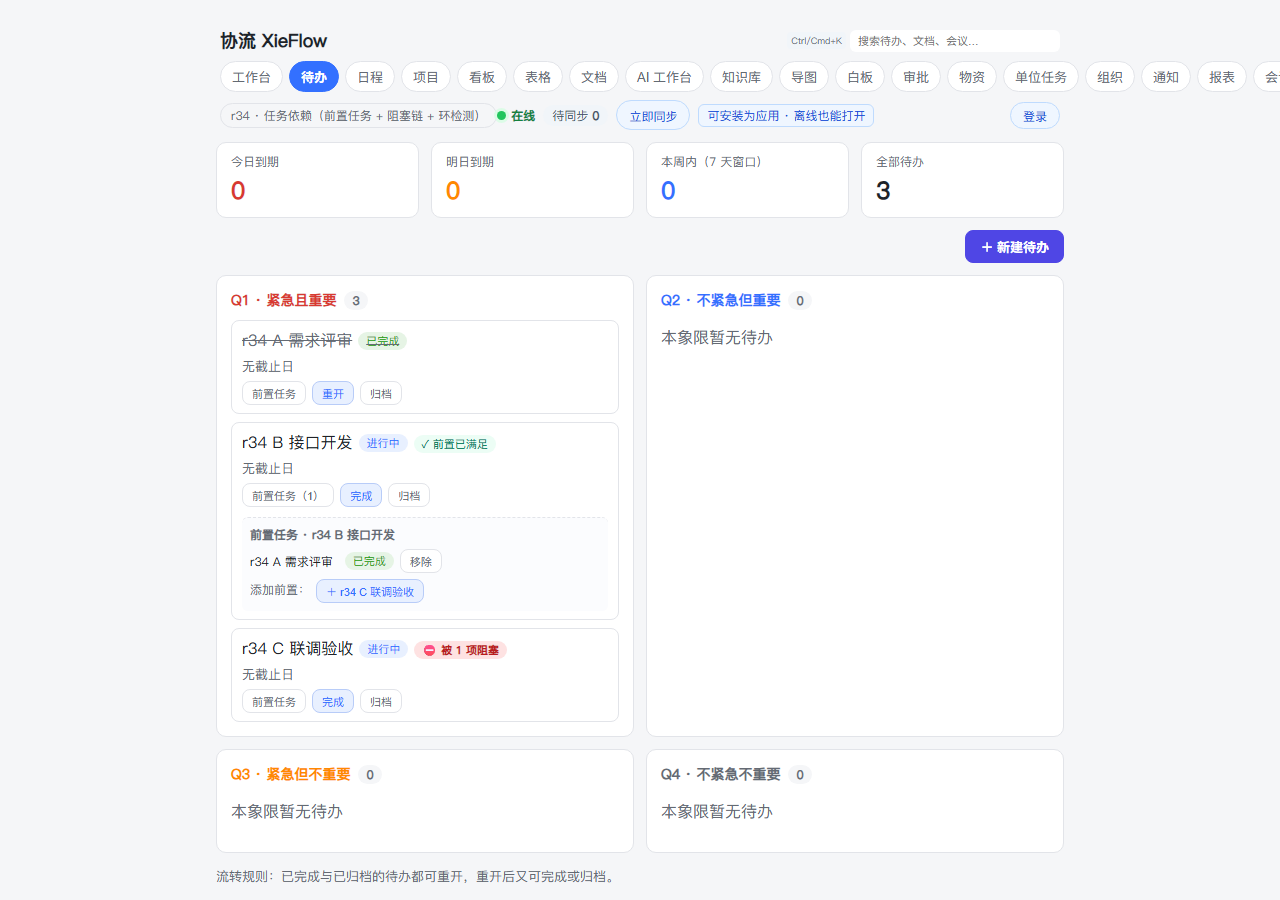 协流 XieFlow
Ctrl/Cmd+K 搜索待办、文档、会议…
工作台 待办 日程 项目 看板 表格 文档 AI 工作台 知识库 导图 白板 审批 物资 单位任务 组织 通知 报表
r34 · 任务依赖（前置任务 + 阻塞链 + 环检测） 在线 待同步 0 立即同步 可安装为应用 · 离线也能打开 登录
今日到期 明日到期 本周内（7 天窗口） 全部待办
0 0 0 3
＋ 新建待办
Q1 · 紧急且重要 3
r34 A 需求评审 已完成
无截止日
前置任务 重开 归档
r34 B 接口开发 进行中 ✓ 前置已满足
无截止日
前置任务（1） 完成 归档
前置任务 · r34 B 接口开发
r34 A 需求评审 已完成 移除
添加前置： ＋ r34 C 联调验收
r34 C 联调验收 进行中 ⛔ 被 1 项阻塞
无截止日
前置任务 完成 归档
Q2 · 不紧急但重要 0
本象限暂无待办
Q3 · 紧急但不重要 0
本象限暂无待办
Q4 · 不紧急不重要 0
本象限暂无待办
流转规则：已完成与已归档的待办都可重开，重开后又可完成或归档。